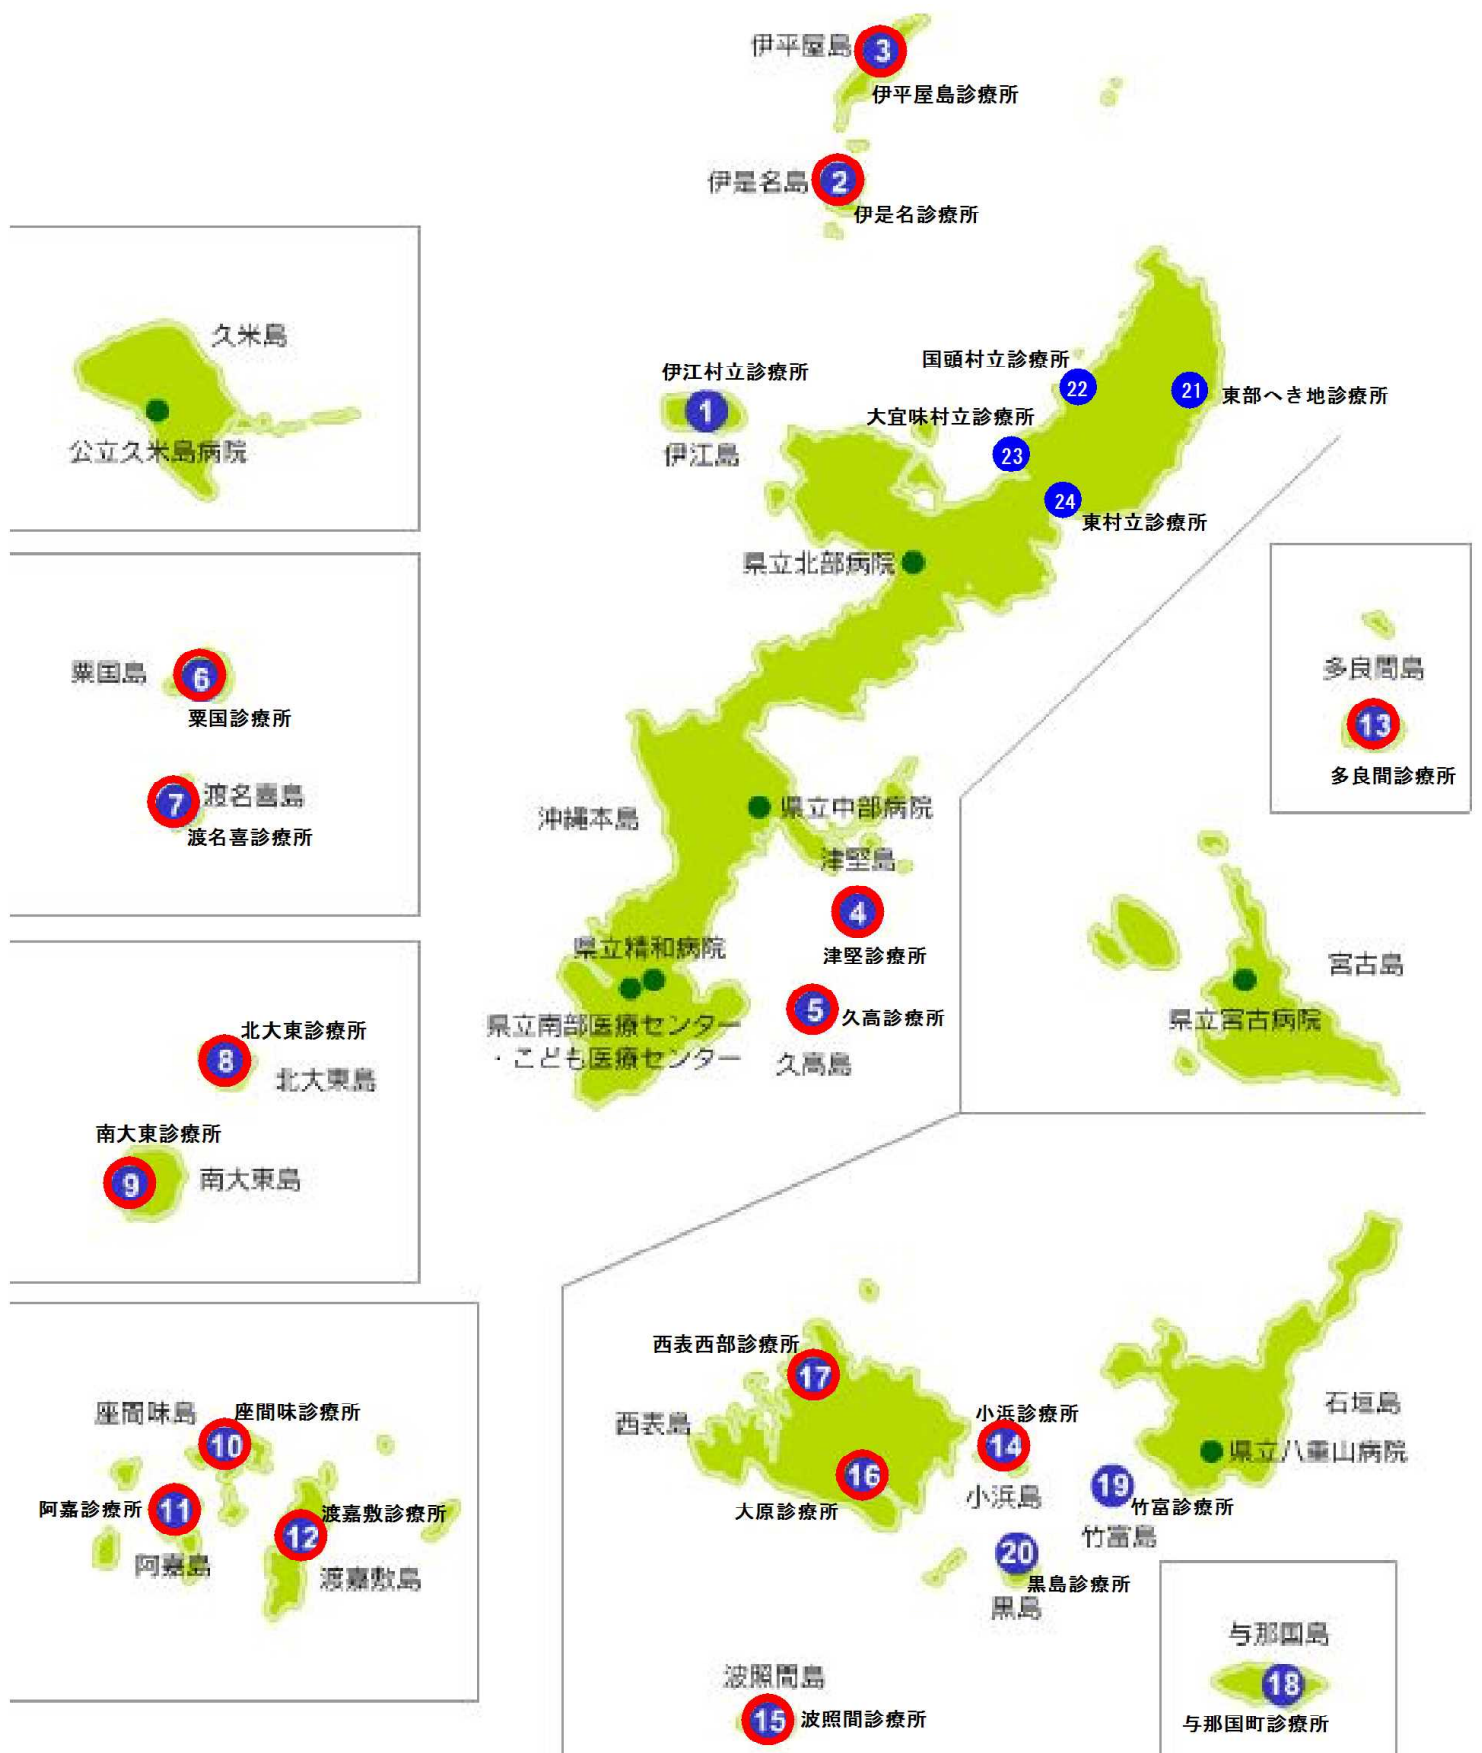 伊平屋島
3
伊平屋島診療所
伊是名島
2
伊是名診療所
久米島
公立久米島病院
伊江村立診療所
1
伊江島
国頭村立診療所
22
21
東部へき地診療所
大宜味村立診療所
23
24
東村立診療所
県立北部病院
粟国島
6
粟国診療所
7
渡名喜島
渡名喜診療所
多良間島
13
多良間診療所
沖縄本島
県立中部病院
津堅島
4
津堅診療所
県立精和病院
県立南部医療センター
・こども医療センター
5
久高診療所
久高島
宮古島
県立宮古病院
北大東診療所
8
北大東島
南大東診療所
9
南大東島
座間味島
座間味診療所
10
阿嘉診療所
11
阿嘉島
渡嘉敷診療所
12
渡嘉敷島
西表西部診療所
17
西表島
16
大原診療所
小浜診療所
14
小浜島
石垣島
県立八重山病院
19
竹富診療所
竹富島
20
黒島診療所
黒島
与那国島
18
与那国町診療所
波照間島
15
波照間診療所